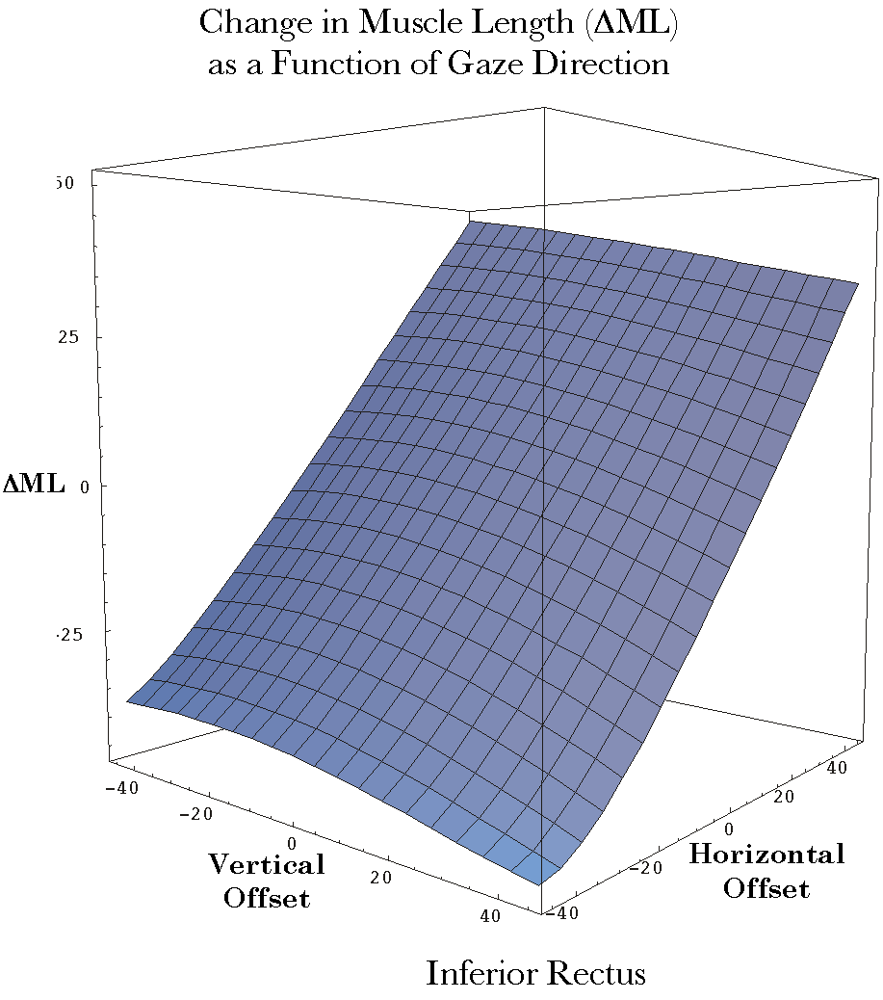 Change in Muscle Length (ΔML)
as a Function of Gaze Direction
50
25
ΔML 0
-25
−40
−20
0
20
40
Vertical
Offset
−40
−20
0
20
40
Horizontal
Offset
Inferior Rectus